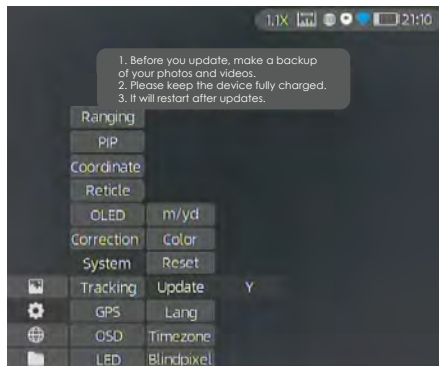 1.1X 21:10
1. Before you update, make a backup
of your photos and videos.
2. Please keep the device fully charged.
3. It will restart after updates.
Ranging
PIP
Coordinate
Reticle
OLED m/yd
Correction Color
System Reset
Tracking Update Y
GPS Lang
OSD Timezone
LED Blindpixel